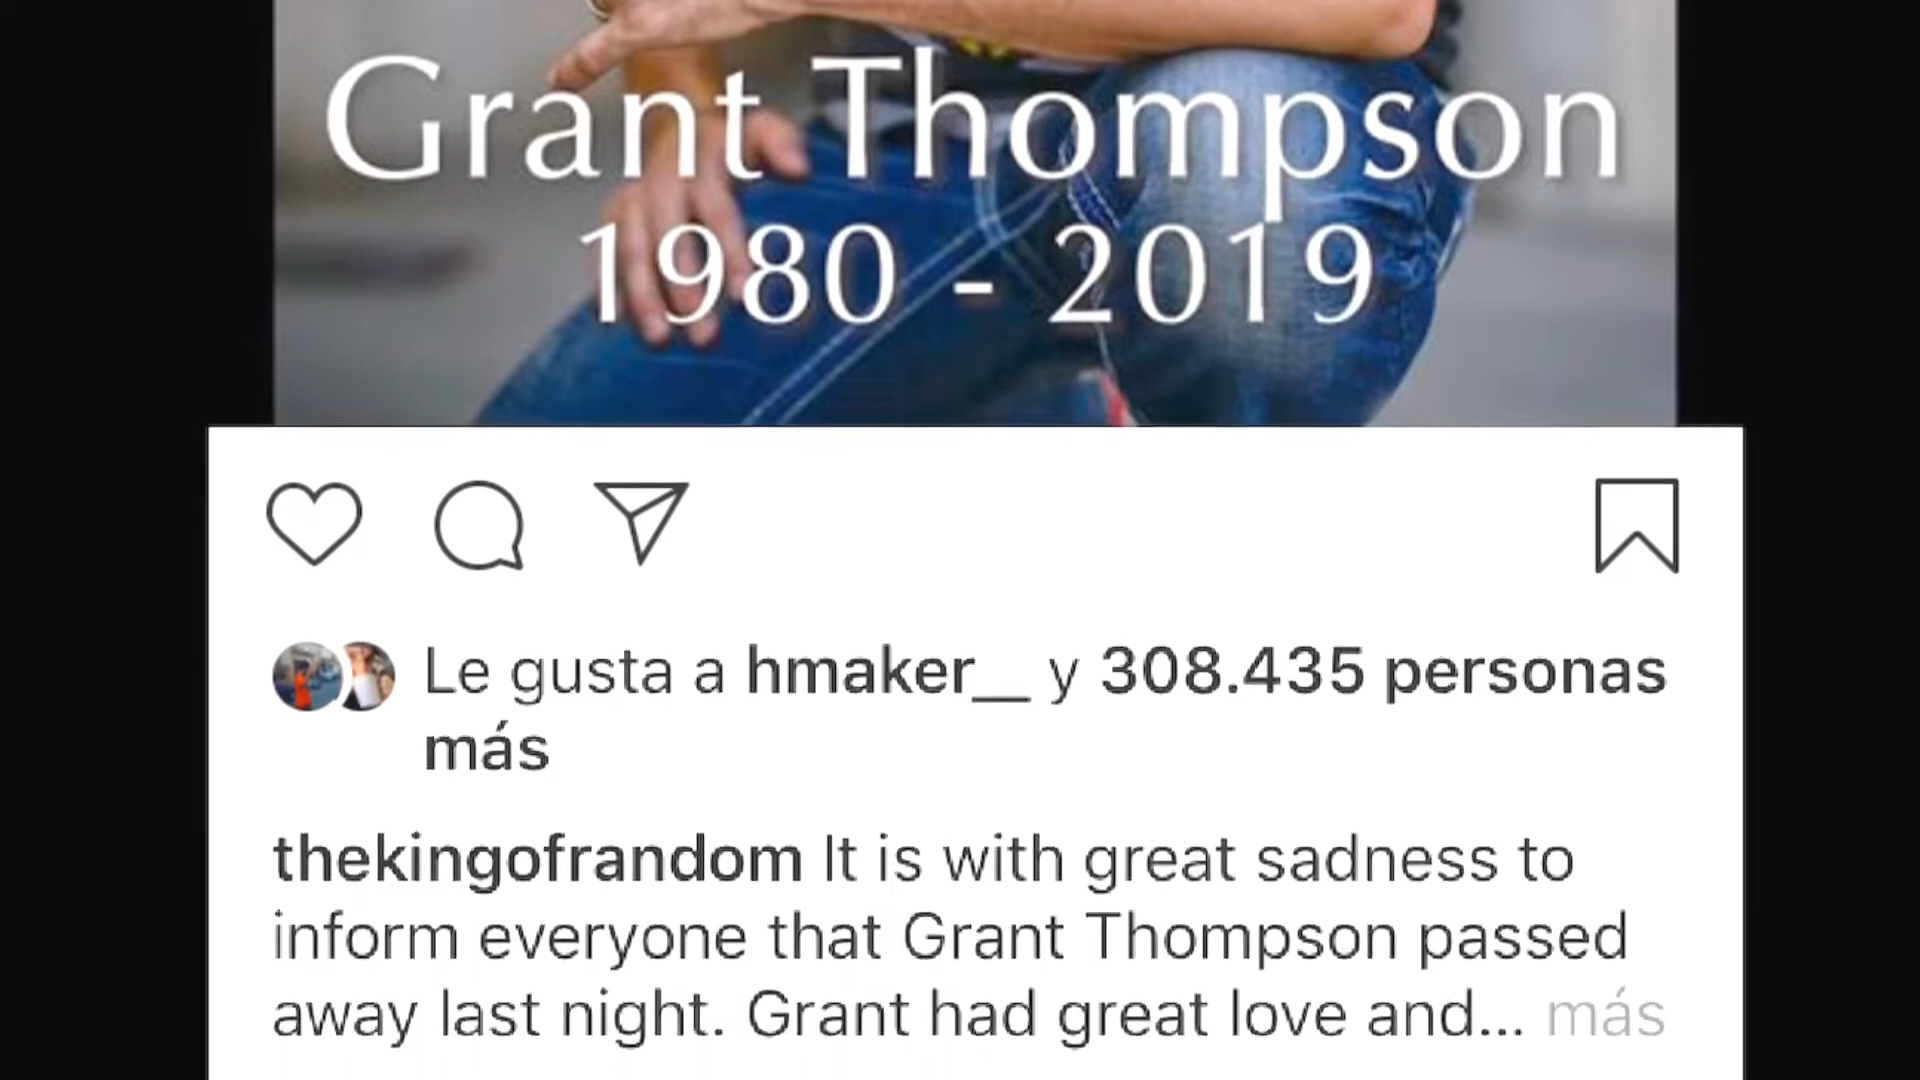 Grant Thompson
1980 - 2019
Le gusta a hmaker__ y 308.435 personas
más
thekingofrandom It is with great sadness to
inform everyone that Grant Thompson passed
away last night. Grant had great love and... más